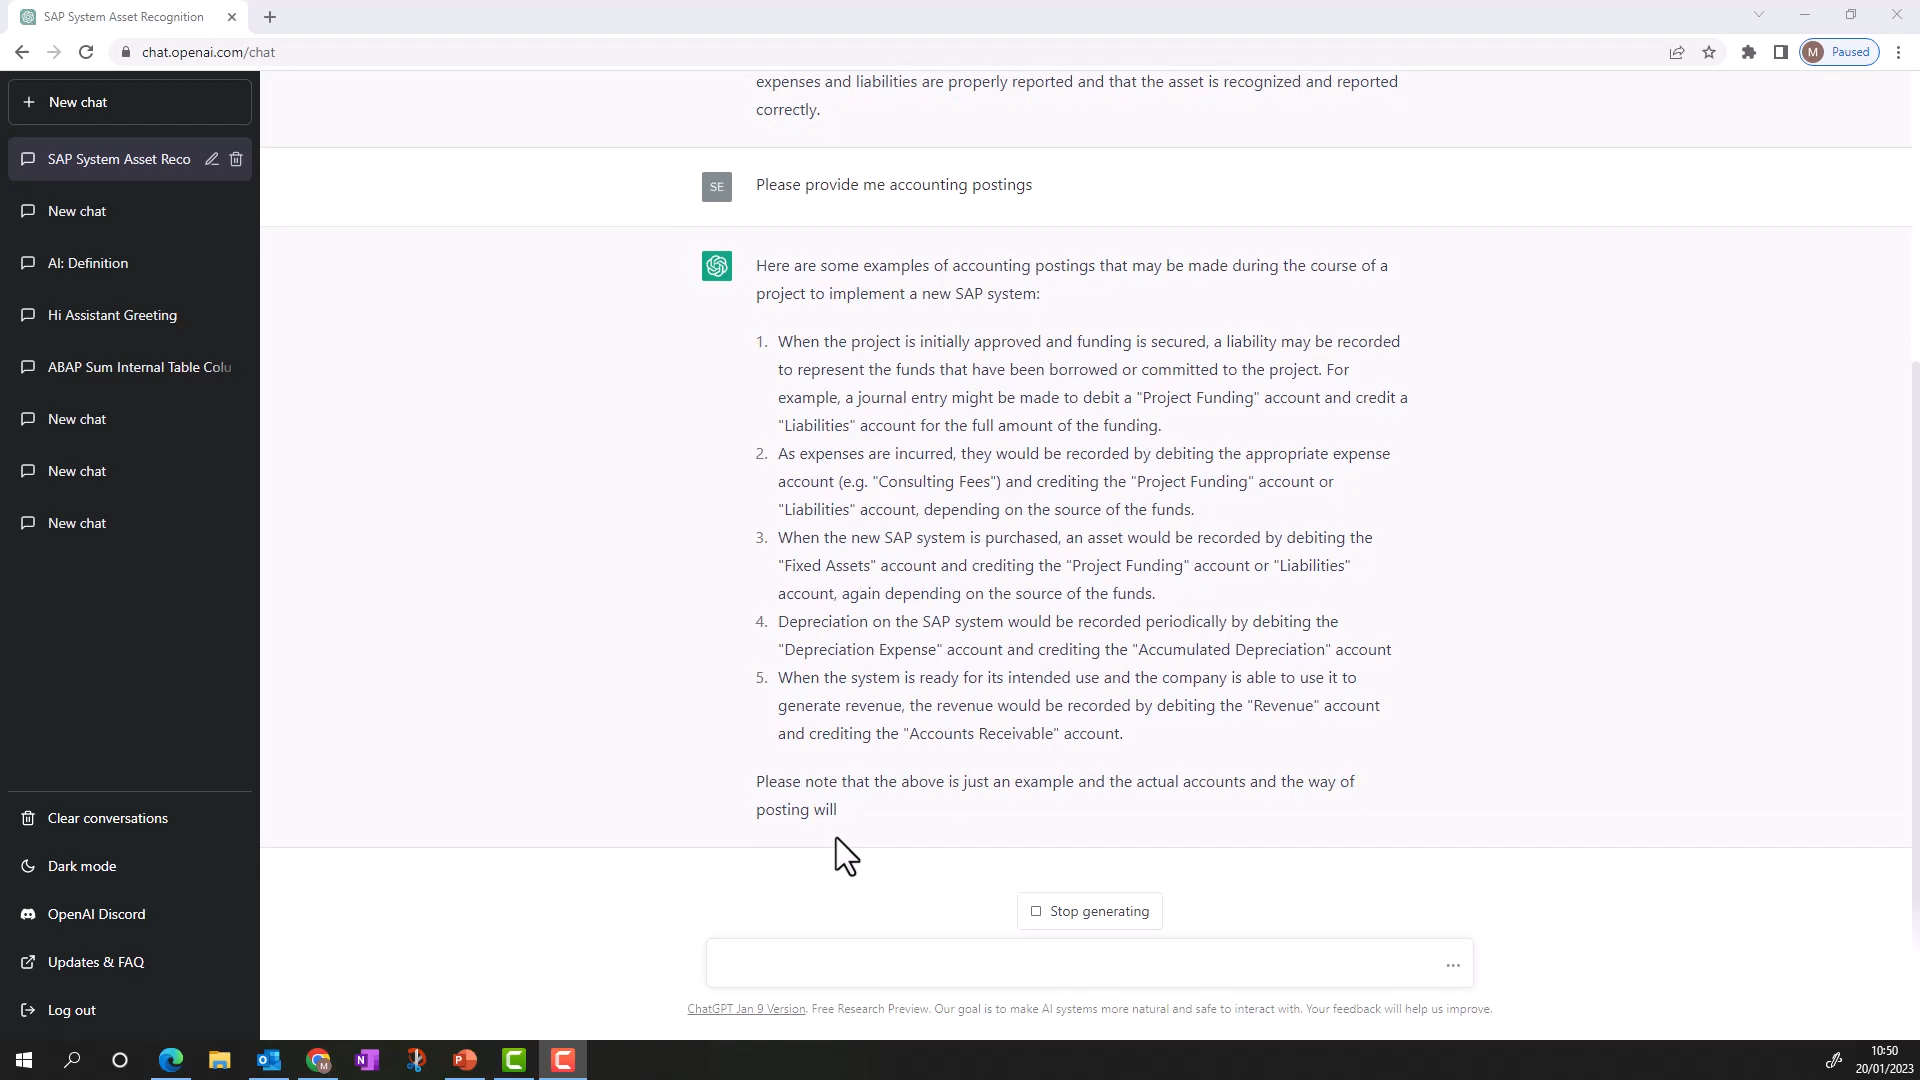 SAP System Asset Recognition
chat.openai.com/chat
M Paused
New chat
SAP System Asset Reco
New chat
AI: Definition
Hi Assistant Greeting
ABAP Sum Internal Table Colu
New chat
New chat
New chat
Clear conversations
Dark mode
OpenAI Discord
Updates & FAQ
Log out
expenses and liabilities are properly reported and that the asset is recognized and reported
correctly.
SE Please provide me accounting postings
Here are some examples of accounting postings that may be made during the course of a
project to implement a new SAP system:
1. When the project is initially approved and funding is secured, a liability may be recorded
to represent the funds that have been borrowed or committed to the project. For
example, a journal entry might be made to debit a "Project Funding" account and credit a
"Liabilities" account for the full amount of the funding.
2. As expenses are incurred, they would be recorded by debiting the appropriate expense
account (e.g. "Consulting Fees") and crediting the "Project Funding" account or
"Liabilities" account, depending on the source of the funds.
3. When the new SAP system is purchased, an asset would be recorded by debiting the
"Fixed Assets" account and crediting the "Project Funding" account or "Liabilities"
account, again depending on the source of the funds.
4. Depreciation on the SAP system would be recorded periodically by debiting the
"Depreciation Expense" account and crediting the "Accumulated Depreciation" account
5. When the system is ready for its intended use and the company is able to use it to
generate revenue, the revenue would be recorded by debiting the "Revenue" account
and crediting the "Accounts Receivable" account.
Please note that the above is just an example and the actual accounts and the way of
posting will
Stop generating
ChatGPT Jan 9 Version. Free Research Preview. Our goal is to make AI systems more natural and safe to interact with. Your feedback will help us improve.
10:50
20/01/2023